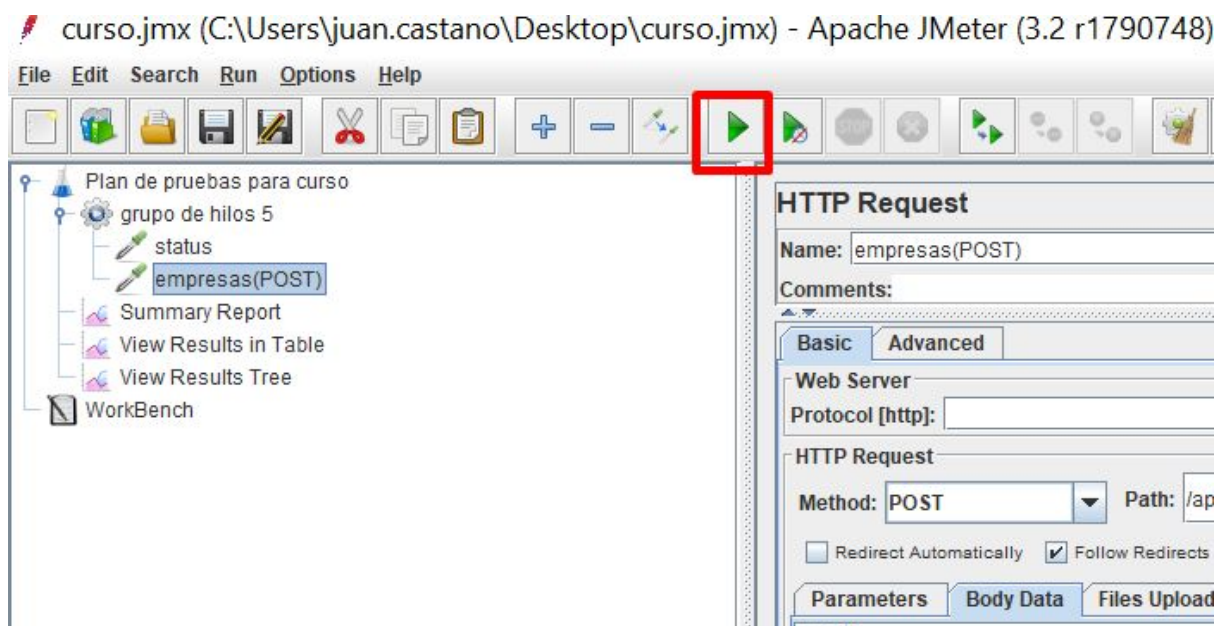 curso.jmx (C:\Users\juan.castano\Desktop\curso.jmx) - Apache JMeter (3.2 r1790748)
File Edit Search Run Options Help
STOP
Plan de pruebas para curso
grupo de hilos 5
status
empresas(POST)
Summary Report
View Results in Table
View Results Tree
WorkBench
HTTP Request
Name: empresas(POST)
Comments:
Basic Advanced
Web Server
Protocol [http]:
HTTP Request
Method: POST Path: /ap
Redirect Automatically Follow Redirects
Parameters Body Data Files Upload